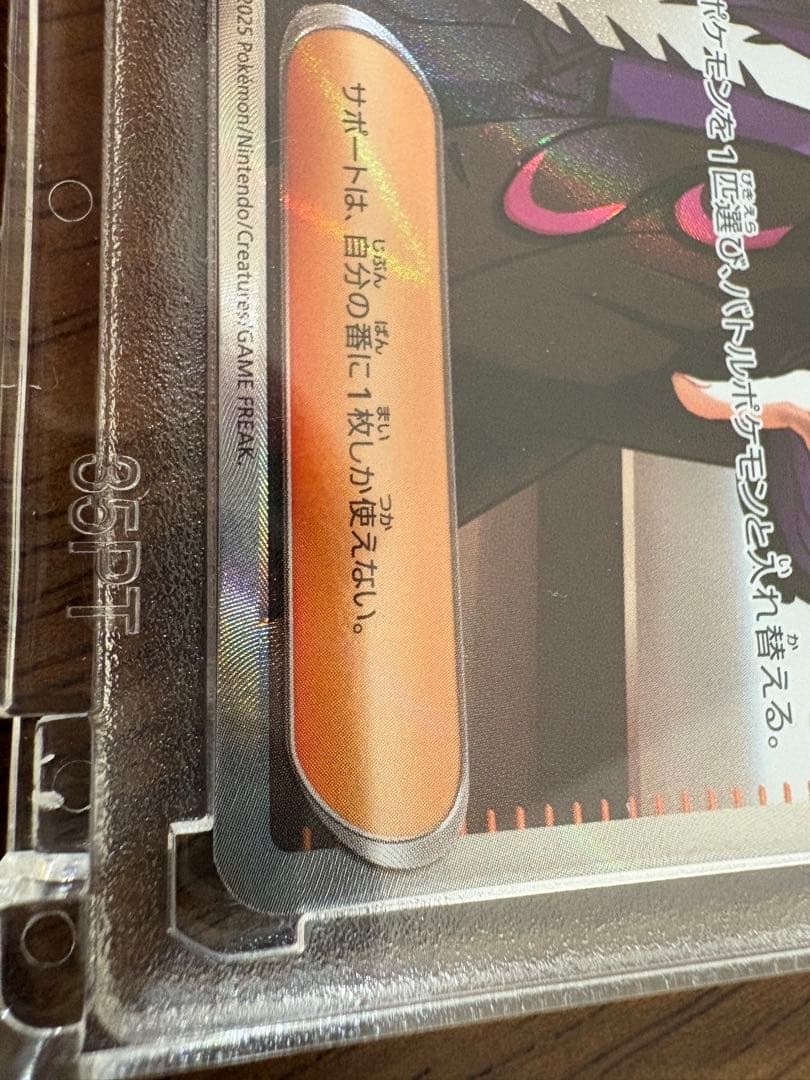 ポケモンを1匹選び、バトルポケモンと入れ替える。
サポートは、自分の番に1枚しか使えない。
2025 Pokémon/Nintendo/Creatures/GAME FREAK.
35PT